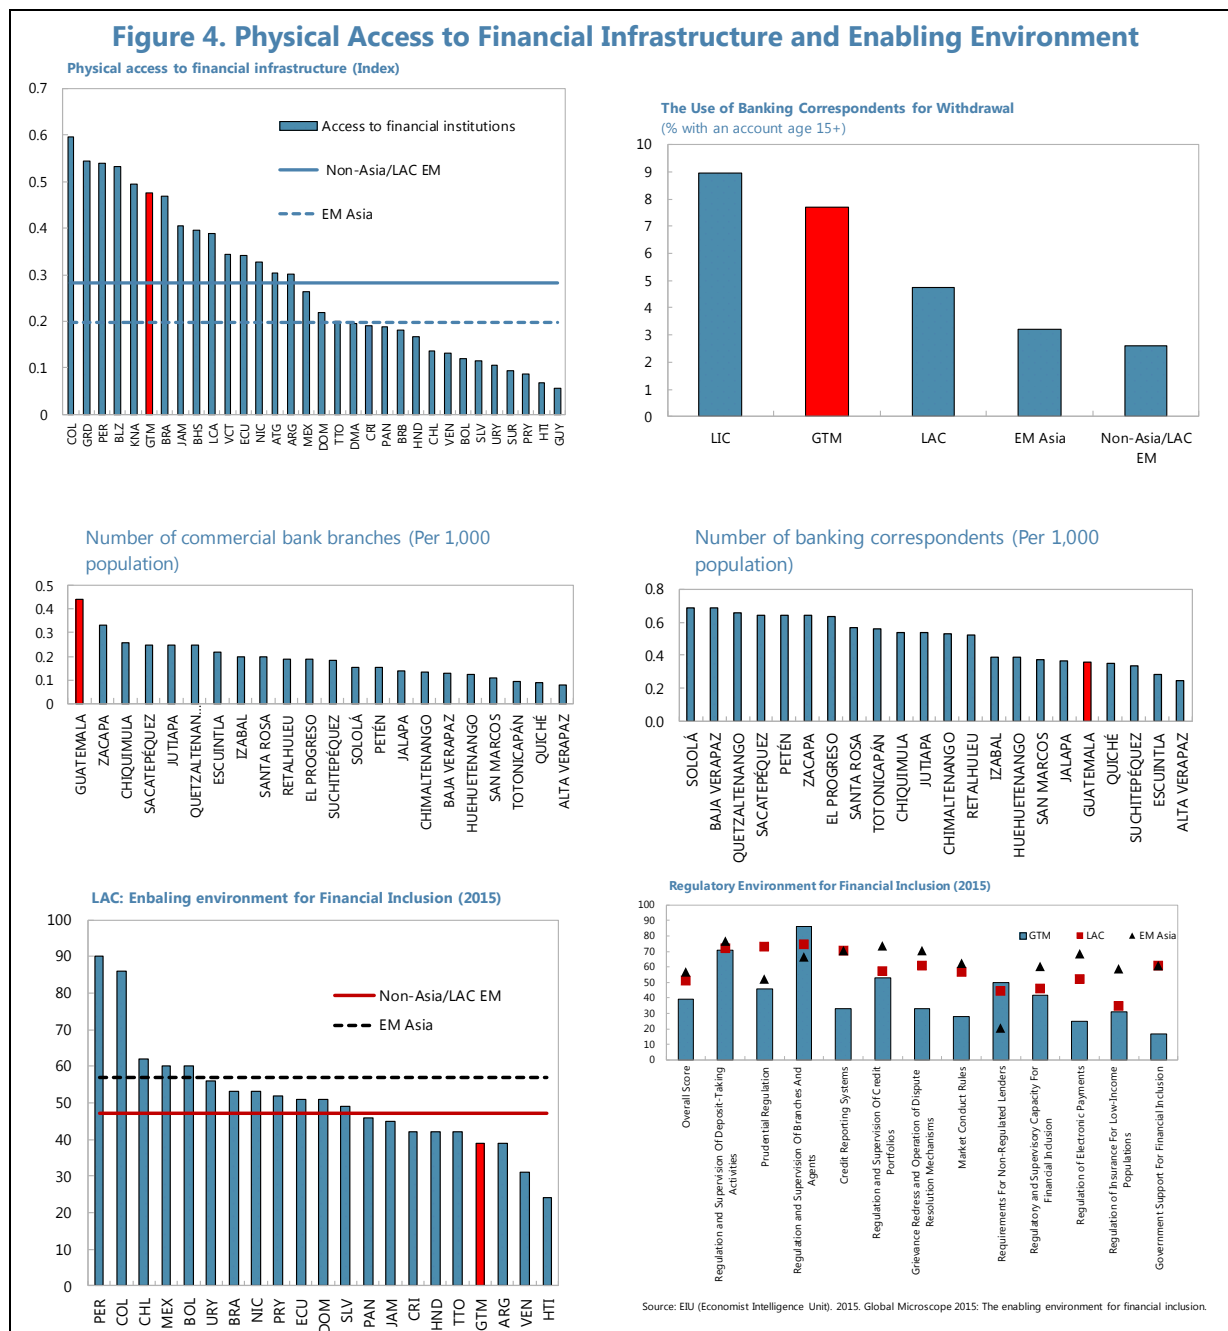 Figure 4. Physical Access to Financial Infrastructure and Enabling Environment
Physical access to financial infrastructure (Index)
0.7
0.6
0.5
0.4
0.3
0.2
0.1
0
Access to financial institutions
Non-Asia/LAC EM
EM Asia
COL
GRD
PER
BLZ
KNA
GTM
BRA
JAM
BHS
LCA
VCT
ECU
NIC
ATG
ARG
MEX
DOM
TTO
DMA
CRI
PAN
BRB
HND
CHL
VEN
BOL
SLV
URY
SUR
PRY
HTI
GUY
The Use of Banking Correspondents for Withdrawal
(% with an account age 15+)
10
9
8
7
6
5
4
3
2
1
0
LIC
GTM
LAC
EM Asia
Non-Asia/LAC
EM
Number of commercial bank branches (Per 1,000
population)
0.5
0.4
0.3
0.2
0.1
0
GUATEMALA
ZACAPA
CHIQUIMULA
SACATEPÉQUEZ
JUTIAPA
QUETZALTENAN…
ESCUINTLA
IZABAL
SANTA ROSA
RETALHULEU
EL PROGRESO
SUCHITEPÉQUEZ
SOLOLÁ
PETÉN
JALAPA
CHIMALTENANGO
BAJA VERAPAZ
HUEHUETENANGO
SAN MARCOS
TOTONICAPÁN
QUICHÉ
ALTA VERAPAZ
Number of banking correspondents (Per 1,000
population)
0.8
0.6
0.4
0.2
0.0
SOLOLÁ
BAJA VERAPAZ
QUETZALTENANGO
SACATEPÉQUEZ
PETÉN
ZACAPA
EL PROGRESO
SANTA ROSA
TOTONICAPÁN
CHIQUIMULA
JUTIAPA
CHIMALTENANGO
RETALHULEU
IZABAL
HUEHUETENANGO
SAN MARCOS
JALAPA
GUATEMALA
QUICHÉ
SUCHITEPÉQUEZ
ESCUINTLA
ALTA VERAPAZ
LAC: Enbaling environment for Financial Inclusion (2015)
100
90
80
70
60
50
40
30
20
10
0
Non-Asia/LAC EM
EM Asia
PER
COL
CHL
MEX
BOL
URY
BRA
NIC
PRY
ECU
DOM
SLV
PAN
JAM
CRI
HND
TTO
GTM
ARG
VEN
HTI
Regulatory Environment for Financial Inclusion (2015)
100
90
80
70
60
50
40
30
20
10
0
GTM
LAC
EM Asia
Overall Score
Regulation and Supervision Of Deposit-Taking
Activities
Prudential Regulation
Regulation and Supervision Of Branches And
Agents
Credit Reporting Systems
Regulation and Supervision Of Credit
Portfolios
Grievance Redress and Operation of Dispute
Resolution Mechanisms
Market Conduct Rules
Requirements For Non-Regulated Lenders
Regulatory and Supervisory Capacity For
Financial Inclusion
Regulation of Electronic Payments
Regulation of Insurance For Low-Income
Populations
Government Support For Financial Inclusion
Source: EIU (Economist Intelligence Unit). 2015. Global Microscope 2015: The enabling environment for financial inclusion.